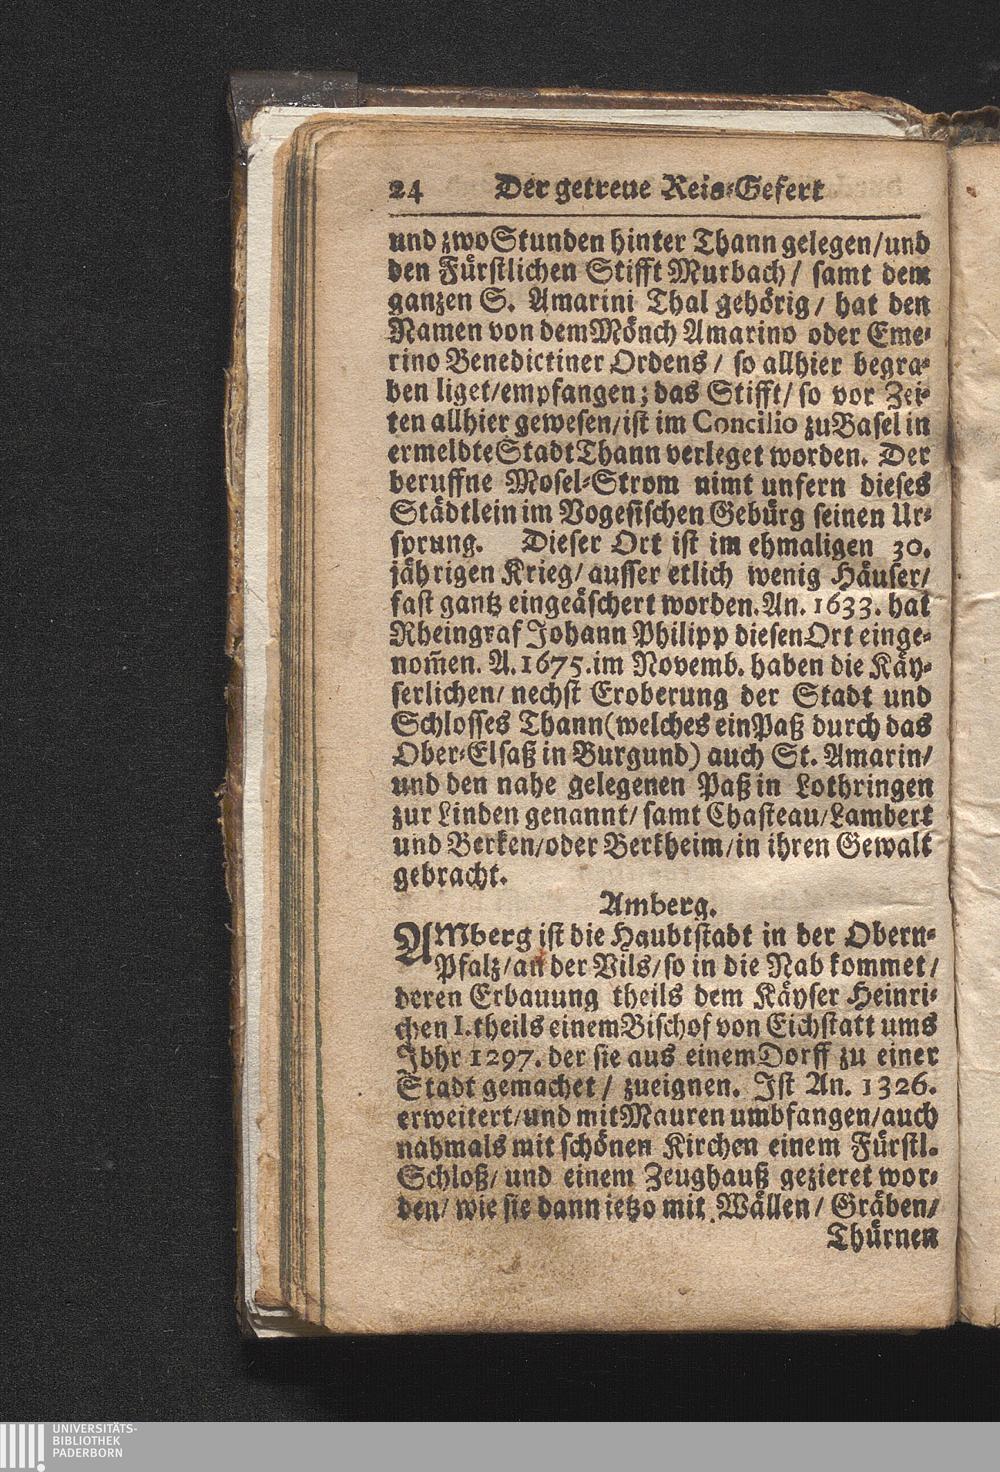 24 Der getreue Reis-Gefert
und zwo Stunden hinter Thann gelegen/und
den Fürstlichen Stifft Murbach/ samt dem
ganzen S. Amarini Thal gehörig/ hat den
Namen von dem Mönch Amarino oder Eme-
rino Benedictiner Ordens/ so allhier begra-
ben liget/empfangen; das Stifft/ so vor Zei-
ten allhier gewesen/ist im Concilio zu Basel in
ermeldte Stadt Thann verleget worden. Der
beruffne Mosel-Strom nimt unfern dieses
Städtlein im Vogesischen Gebürg seinen Ur-
sprung. Dieser Ort ist im ehmaligen 30.
jährigen Krieg/ ausser etlich wenig Häuser/
fast gantz eingeäschert worden. An. 1633. hat
Rheingraf Johann Philipp diesen Ort einge-
nom̃en. A. 1675. im Novemb. haben die Käy-
serlichen/ nechst Eroberung der Stadt und
Schlosses Thann (welches ein Paß durch das
Ober-Elsaß in Burgund) auch St. Amarin/
und den nahe gelegenen Paß in Lothringen
zur Linden genannt/ samt Chasteau/Lambert
und Berken/oder Berkheim/in ihren Gewalt
gebracht.
Amberg.
AMberg ist die Haubtstadt in der Obern-
Pfalz/an der Vils/so in die Nab kommet/
deren Erbauung theils dem Käyser Heinri-
chen I. theils einem Bischof von Eichstatt ums
Jbhr 1297. der sie aus einem Dorff zu einer
Stadt gemachet/ zueignen. Ist An. 1326.
erweitert/und mit Mauren umbfangen/auch
nahmals mit schönen Kirchen einem Fürstl.
Schloß/ und einem Zeughauß gezieret wor-
den/ wie sie dann ietzo mit Wällen/ Gräben/
Thürnen
UNIVERSITÄTS-
BIBLIOTHEK
PADERBORN